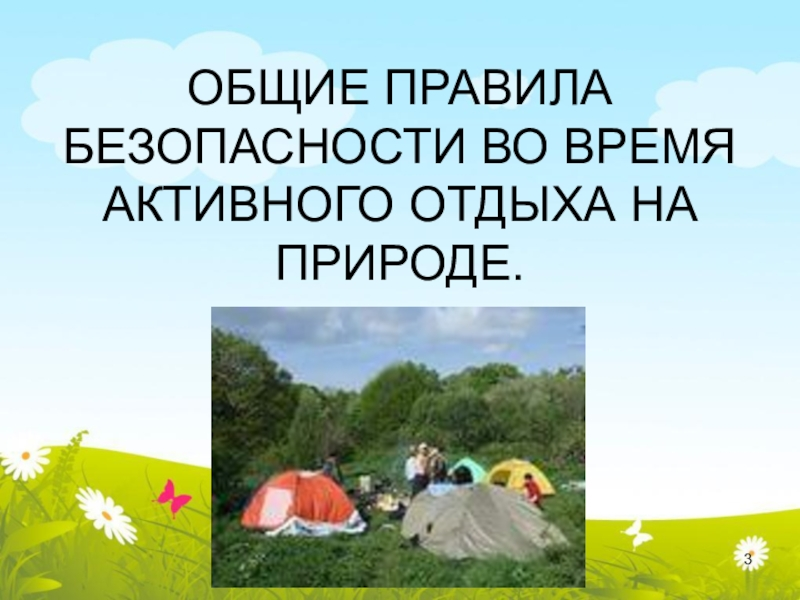 ОБЩИЕ ПРАВИЛА
БЕЗОПАСНОСТИ ВО ВРЕМЯ
АКТИВНОГО ОТДЫХА НА
ПРИРОДЕ.
3